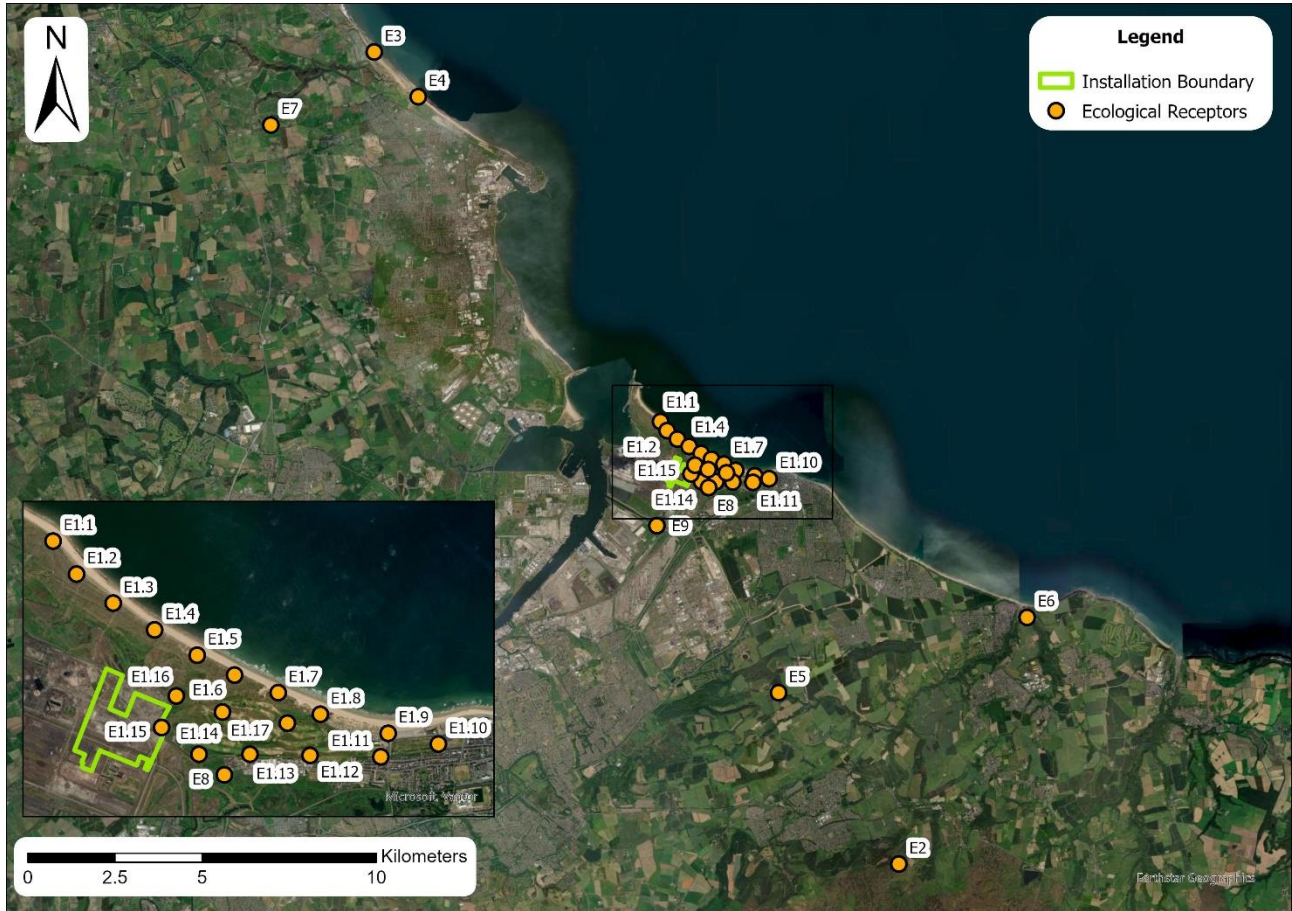 N
E3
E4
E7
Legend
Installation Boundary
Ecological Receptors
E1.1
E1.4
E1.2
E1.7
E1.15
E1.10
E1.14
E8
E1.11
E9
E6
E5
E2
E1.1
E1.2
E1.3
E1.4
E1.5
E1.16
E1.6
E1.7
E1.8
E1.15
E1.14
E1.17
E1.9
E1.10
E1.11
E8
E1.13
E1.12
Microsoft, Vantor
Kilometers
0 2.5 5 10
Earthstar Geographics